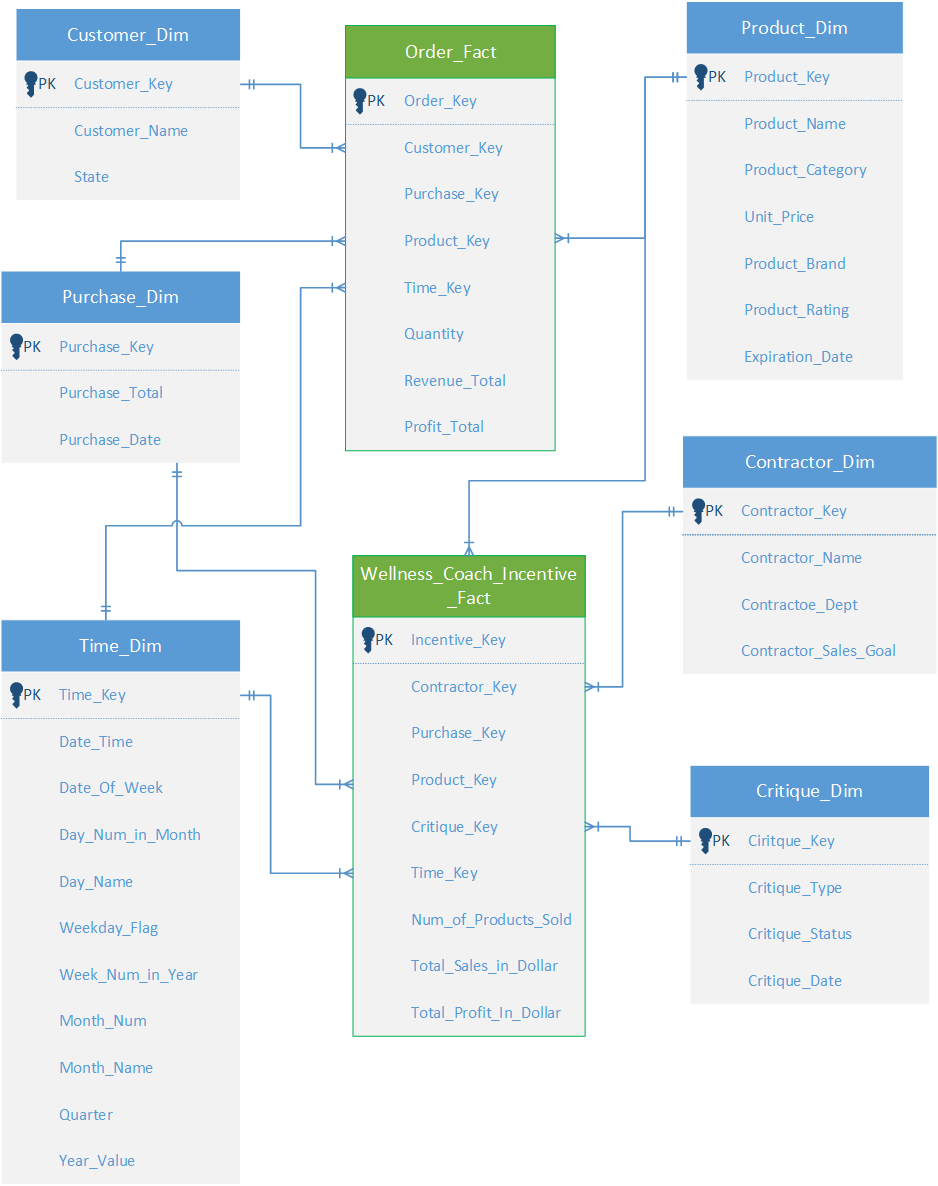 Customer_Dim
PK Customer_Key
Customer_Name
State
Order_Fact
PK Order_Key
Customer_Key
Purchase_Key
Product_Key
Time_Key
Quantity
Revenue_Total
Profit_Total
Product_Dim
PK Product_Key
Product_Name
Product_Category
Unit_Price
Product_Brand
Product_Rating
Expiration_Date
Purchase_Dim
PK Purchase_Key
Purchase_Total
Purchase_Date
Contractor_Dim
PK Contractor_Key
Contractor_Name
Contractoe_Dept
Contractor_Sales_Goal
Wellness_Coach_Incentive
_Fact
PK Incentive_Key
Contractor_Key
Purchase_Key
Product_Key
Critique_Key
Time_Key
Num_of_Products_Sold
Total_Sales_in_Dollar
Total_Profit_In_Dollar
Time_Dim
PK Time_Key
Date_Time
Date_Of_Week
Day_Num_in_Month
Day_Name
Weekday_Flag
Week_Num_in_Year
Month_Num
Month_Name
Quarter
Year_Value
Critique_Dim
PK Ciritque_Key
Critique_Type
Critique_Status
Critique_Date